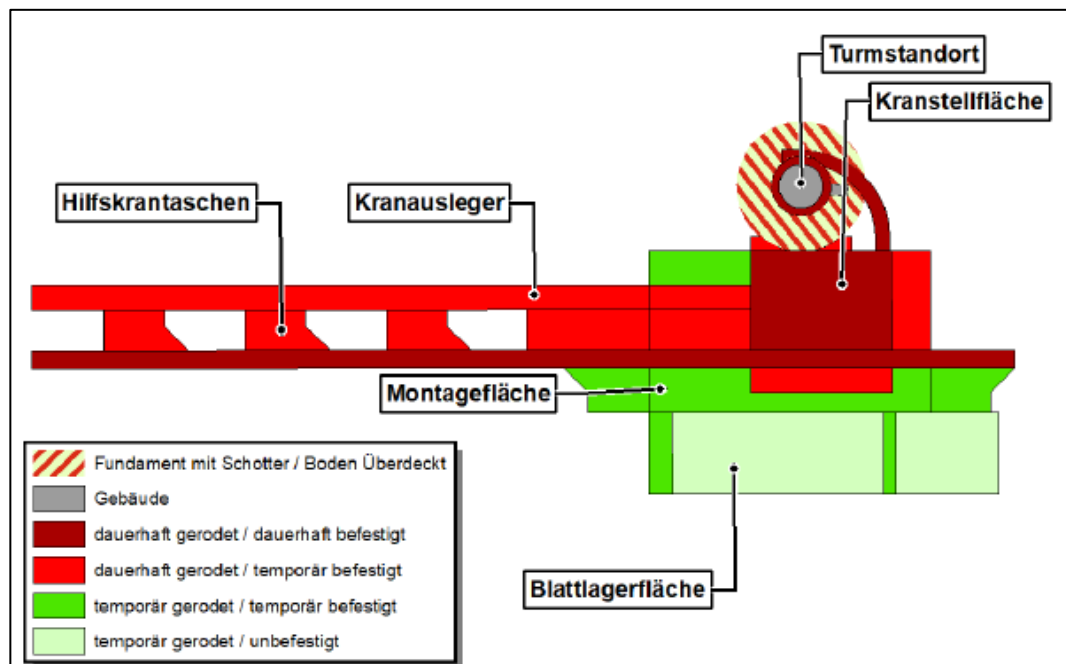 Turmstandort
Kranstellfläche
Hilfskrantaschen
Kranausleger
Montagefläche
Fundament mit Schotter / Boden Überdeckt
Gebäude
dauerhaft gerodet / dauerhaft befestigt
dauerhaft gerodet / temporär befestigt
temporär gerodet / temporär befestigt
temporär gerodet / unbefestigt
Blattlagerfläche